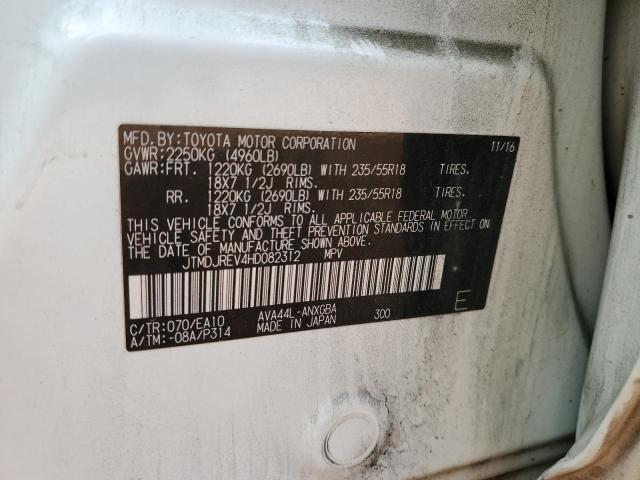 MFD.BY:TOYOTA MOTOR CORPORATION 11/16
GVWR:2250KG (4960LB)
GAWR:FRT. 1220KG (2690LB) WITH 235/55R18 TIRES.
18X7 1/2J RIMS.
RR. 1220KG (2690LB) WITH 235/55R18 TIRES.
18X7 1/2J RIMS.
THIS VEHICLE CONFORMS TO ALL APPLICABLE FEDERAL MOTOR
VEHICLE SAFETY AND THEFT PREVENTION STANDARDS IN EFFECT ON
THE DATE OF MANUFACTURE SHOWN ABOVE.
JTMDJREV4HD082312 MPV
C/TR:070/EA10 AVA44L-ANXGBA 300 E
A/TM:-08A/P314 MADE IN JAPAN